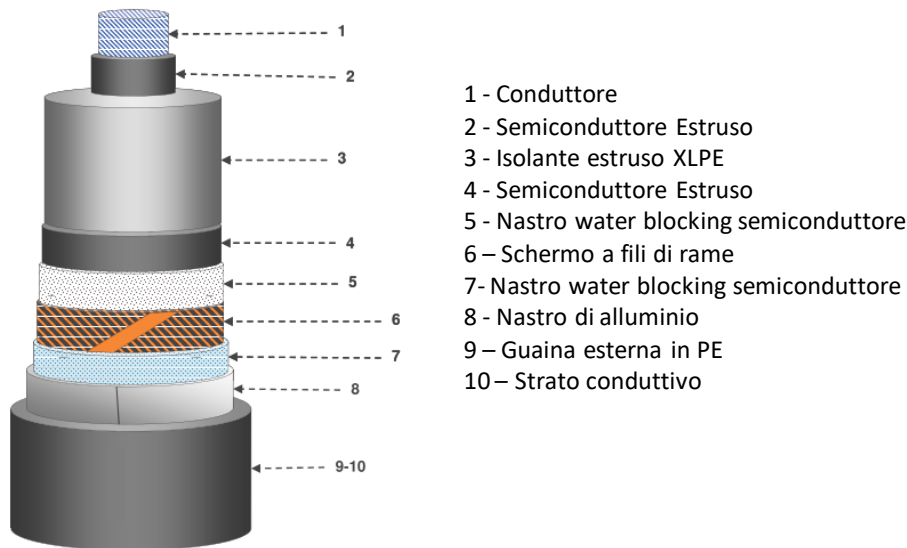 1
2
3
4
5
6
7
8
9-10
1 - Conduttore
2 - Semiconduttore Estruso
3 - Isolante estruso XLPE
4 - Semiconduttore Estruso
5 - Nastro water blocking semiconduttore
6 – Schermo a fili di rame
7- Nastro water blocking semiconduttore
8 - Nastro di alluminio
9 – Guaina esterna in PE
10 – Strato conduttivo